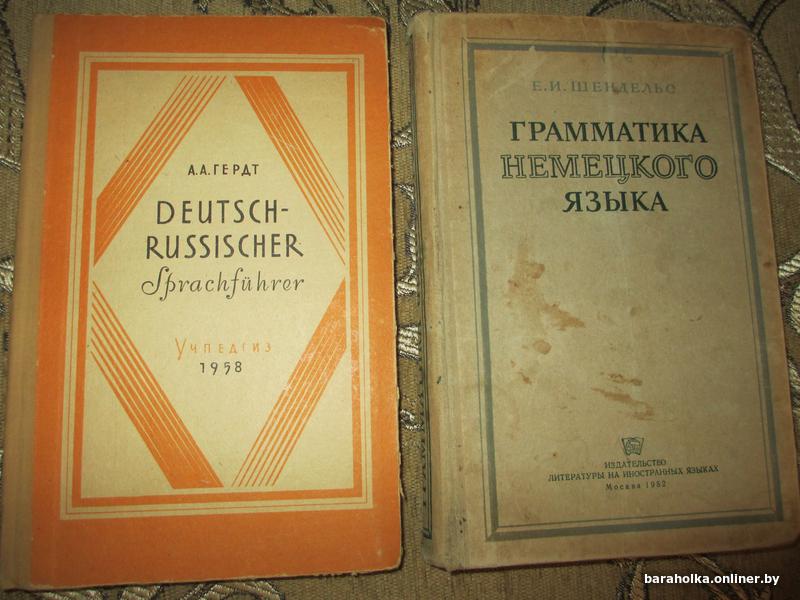 А.А.ГЕРДТ
DEUTSCH-
RUSSISCHER
Sprachführer
Учпедгиз
1958
Е.И.ШЕНДЕЛЬС
ГРАММАТИКА
НЕМЕЦКОГО
ЯЗЫКА
ИЗДАТЕЛЬСТВО
ЛИТЕРАТУРЫ НА ИНОСТРАННЫХ ЯЗЫКАХ
Москва 1952
baraholka.onliner.by